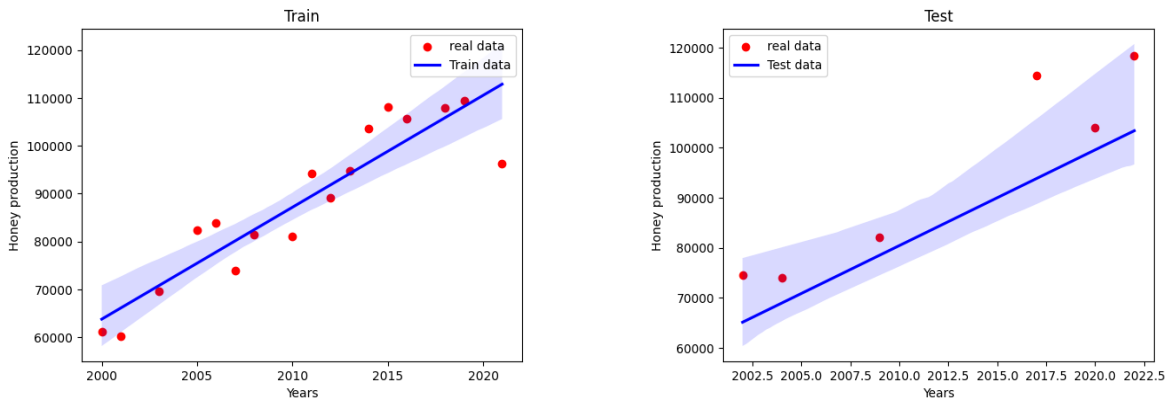 Train
120000
110000
100000
90000
80000
70000
60000
Honey production
real data
Train data
2000 2005 2010 2015 2020
Years
Test
120000
110000
100000
90000
80000
70000
60000
Honey production
real data
Test data
2002.5 2005.0 2007.5 2010.0 2012.5 2015.0 2017.5 2020.0 2022.5
Years